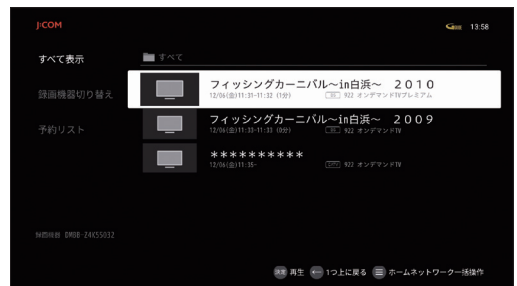 J:COM
13:58
すべて表示
すべて
フィッシングカーニバル～in白浜～ 2010
12/06(金)11:31-11:32 (1分) 922 オンデマンドTVプレミアム
録画機器切り替え
フィッシングカーニバル～in白浜～ 2009
12/06(金)11:33-11:33 (0分) 922 オンデマンドTV
予約リスト
**********
12/06(金)11:35- CATV 922 オンデマンドTV
録画機器 DMBB-Z4K55032
決定 再生 ← 1つ上に戻る ホームネットワーク一括操作